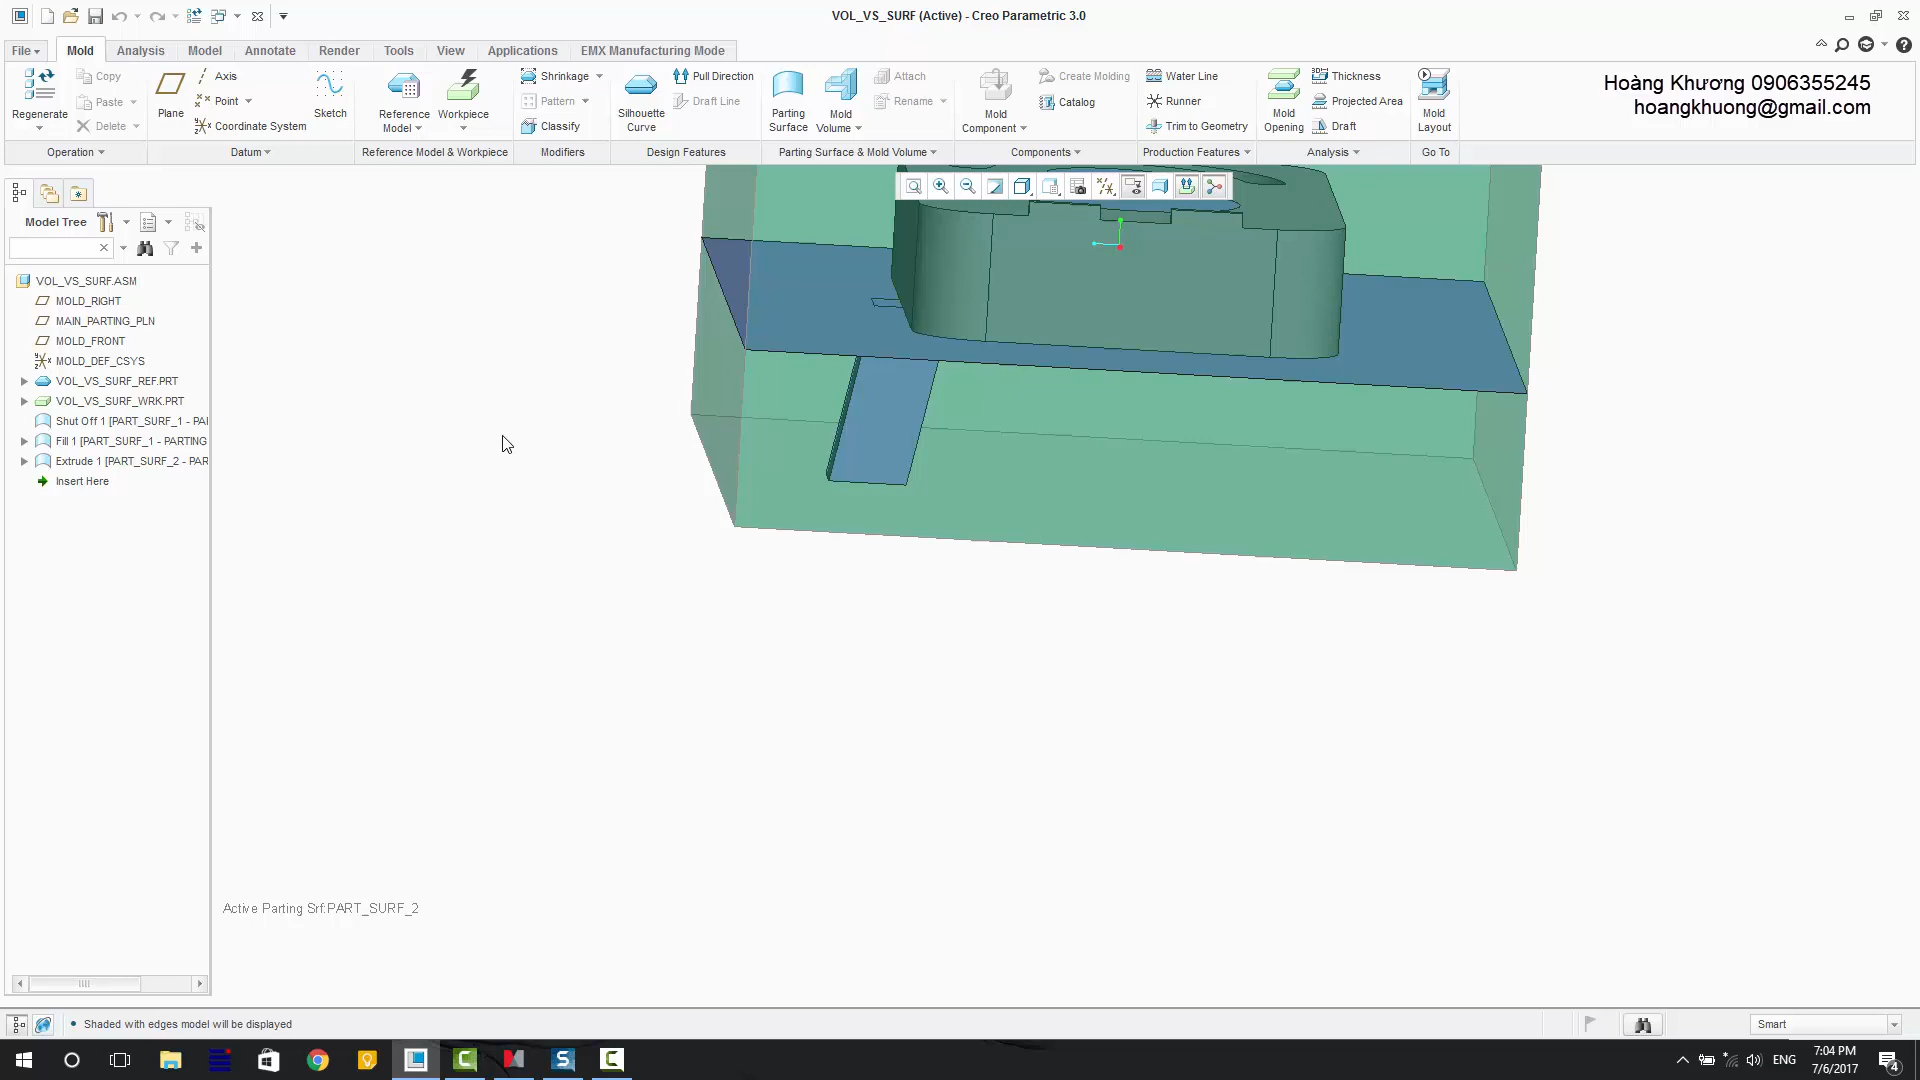 VOL_VS_SURF (Active) - Creo Parametric 3.0
File
Mold
Analysis
Model
Annotate
Render
Tools
View
Applications
EMX Manufacturing Mode
Regenerate
Copy
Paste
Delete
Operation
Plane
Axis
Point
Coordinate System
Sketch
Datum
Reference
Model
Workpiece
Reference Model & Workpiece
Shrinkage
Pattern
Classify
Modifiers
Silhouette
Curve
Pull Direction
Draft Line
Design Features
Parting
Surface
Mold
Volume
Attach
Rename
Parting Surface & Mold Volume
Mold
Component
Create Molding
Catalog
Components
Water Line
Runner
Trim to Geometry
Production Features
Mold
Opening
Thickness
Projected Area
Draft
Analysis
Mold
Layout
Go To
Hoàng Khương 0906355245
hoangkhuong@gmail.com
Model Tree
VOL_VS_SURF.ASM
MOLD_RIGHT
MAIN_PARTING_PLN
MOLD_FRONT
MOLD_DEF_CSYS
VOL_VS_SURF_REF.PRT
VOL_VS_SURF_WRK.PRT
Shut Off 1 [PART_SURF_1 - PAI
Fill 1 [PART_SURF_1 - PARTING
Extrude 1 [PART_SURF_2 - PAR
Insert Here
Active Parting Srf:PART_SURF_2
Shaded with edges model will be displayed
Smart
ENG
7:04 PM
7/6/2017
4